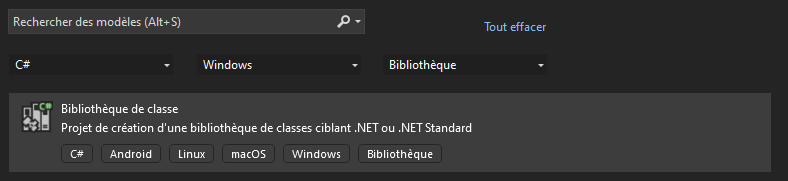 Rechercher des modèles (Alt+S)
Tout effacer
C#
Windows
Bibliothèque
C#
Bibliothèque de classe
Projet de création d'une bibliothèque de classes ciblant .NET ou .NET Standard
C#
Android
Linux
macOS
Windows
Bibliothèque